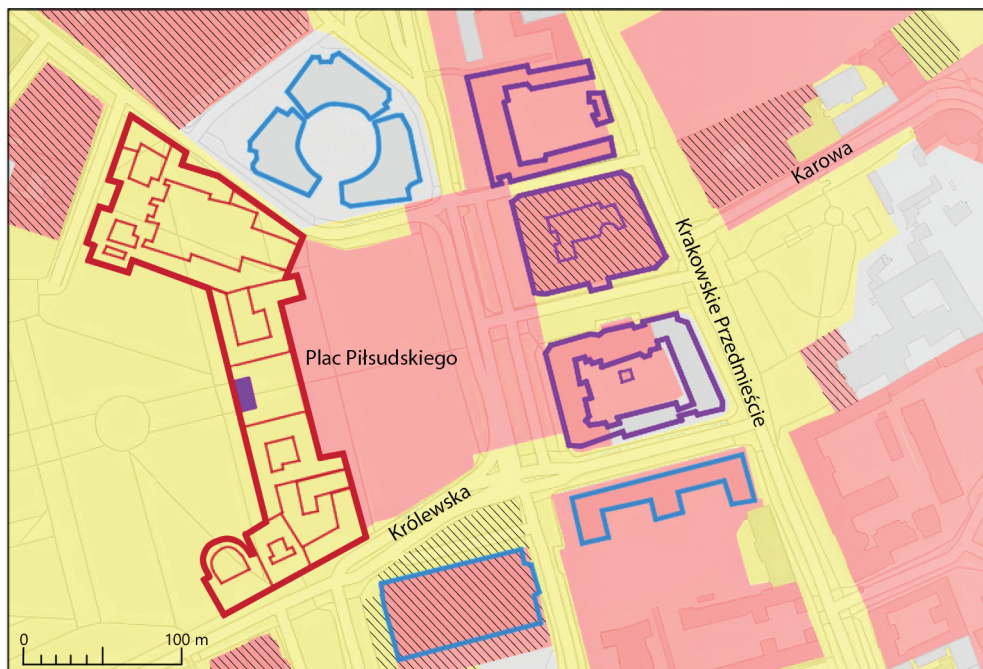 Karowa
Krakowskie Przedmieście
Plac Piłsudskiego
Królewska
0
100 m